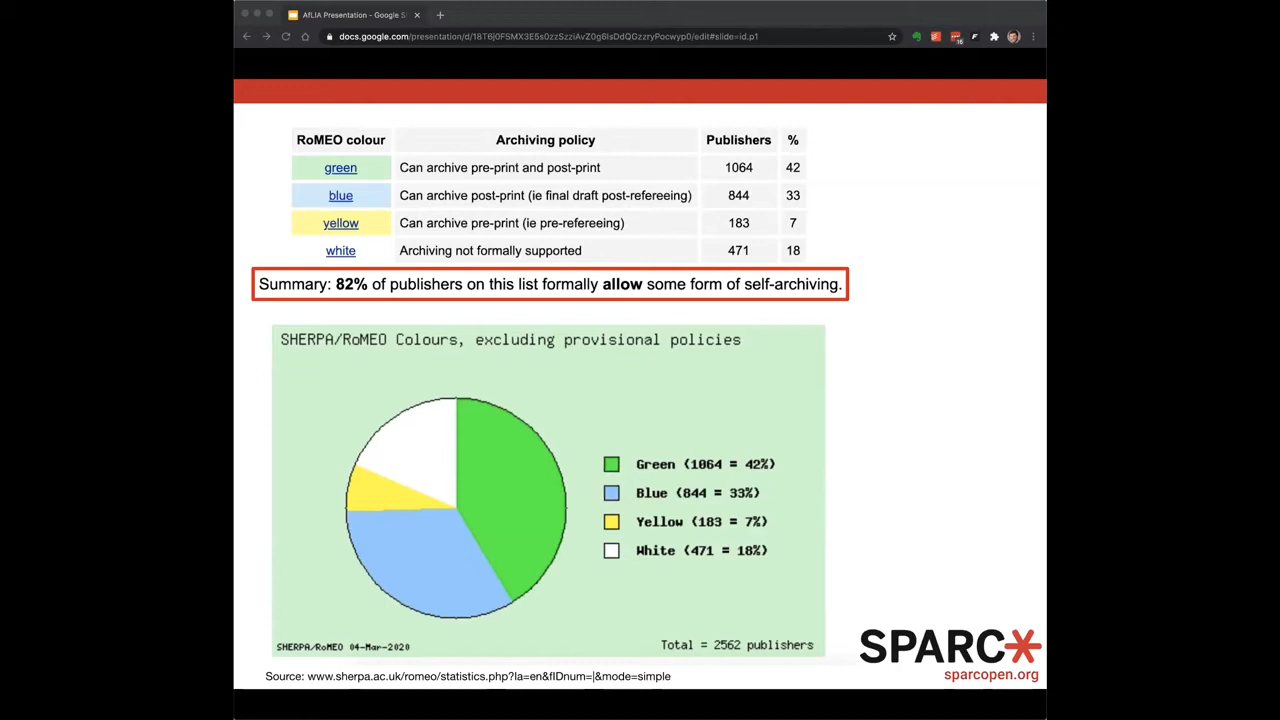 AfLIA Presentation - Google S
docs.google.com/presentation/d/18T6j0FSMX3E5s0zzSzziAvZ0g6lsDdQGzzryPocwyp0/edit#slide=id.p1
RoMEO colour Archiving policy Publishers %
green Can archive pre-print and post-print 1064 42
blue Can archive post-print (ie final draft post-refereeing) 844 33
yellow Can archive pre-print (ie pre-refereeing) 183 7
white Archiving not formally supported 471 18
Summary: 82% of publishers on this list formally allow some form of self-archiving.
SHERPA/RoMEO Colours, excluding provisional policies
Green (1064 = 42%)
Blue (844 = 33%)
Yellow (183 = 7%)
White (471 = 18%)
SHERPA/RoMEO 04-Mar-2020
Total = 2562 publishers
SPARC
sparcopen.org
Source: www.sherpa.ac.uk/romeo/statistics.php?la=en&fIDnum=|&mode=simple